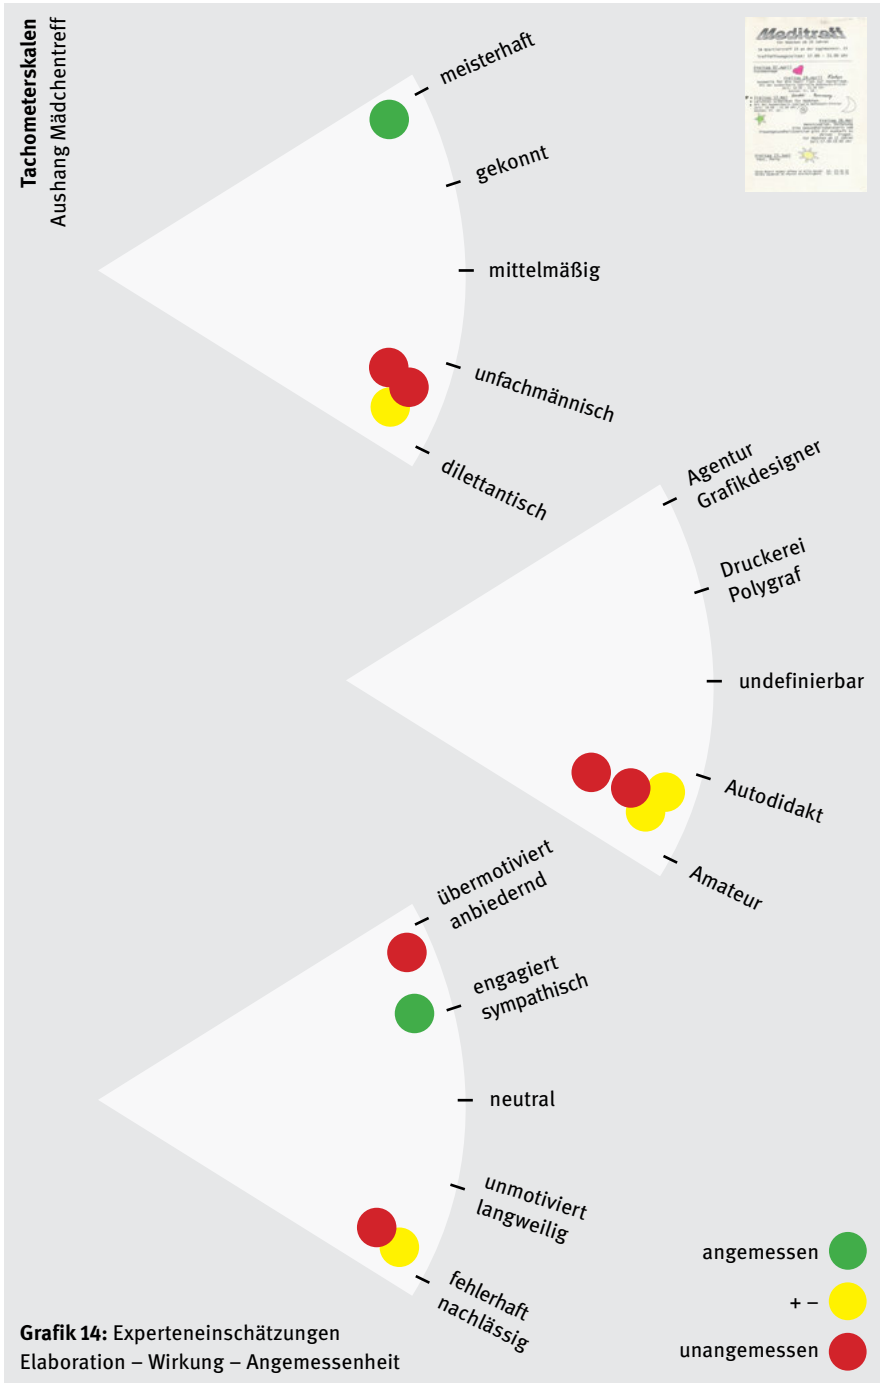 Tachometerskalen
Aushang Mädchentreff
Meditreff
meisterhaft
gekonnt
mittelmäßig
unfachmännisch
dilettantisch
Agentur
Grafikdesigner
Druckerei
Polygraf
undefinierbar
Autodidakt
Amateur
übermotiviert
anbiedernd
engagiert
sympathisch
neutral
unmotiviert
langweilig
fehlerhaft
nachlässig
angemessen
+ –
unangemessen
Grafik 14: Experteneinschätzungen
Elaboration – Wirkung – Angemessenheit